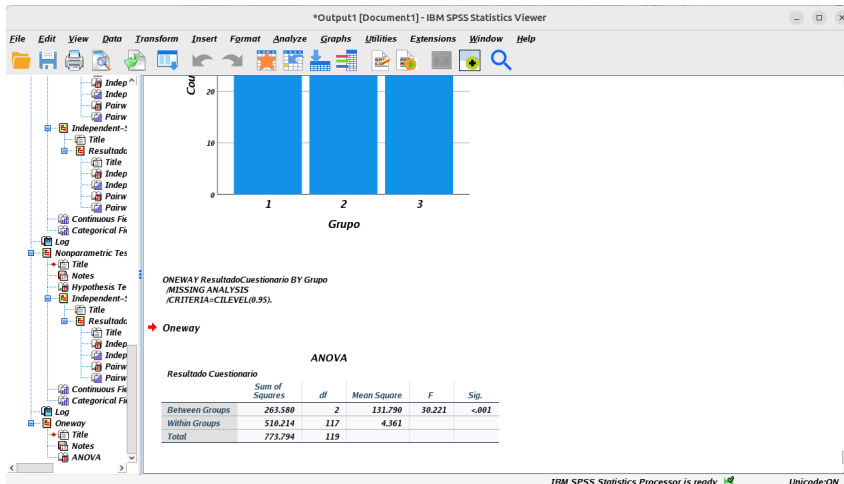 *Output1 [Document1] - IBM SPSS Statistics Viewer
File Edit View Data Transform Insert Format Analyze Graphs Utilities Extensions Window Help
Indep
Indep
Pairw
Pairw
Independent-S
Title
Resultado
Title
Indep
Indep
Pairw
Pairw
Continuous Fie
Categorical Fi
Log
Nonparametric Tes
Title
Notes
Hypothesis Te
Independent-S
Title
Resultado
Title
Indep
Indep
Pairw
Pairw
Continuous Fie
Categorical Fi
Log
Oneway
Title
Notes
ANOVA
Cou
20
10
0
1 2 3
Grupo
ONEWAY ResultadoCuestionario BY Grupo
/MISSING ANALYSIS
/CRITERIA=CILEVEL(0.95).
Oneway
ANOVA
Resultado Cuestionario
Sum of Squares df Mean Square F Sig.
Between Groups 263.580 2 131.790 30.221 <.001
Within Groups 510.214 117 4.361
Total 773.794 119
IBM SPSS Statistics Processor is ready Unicode:ON